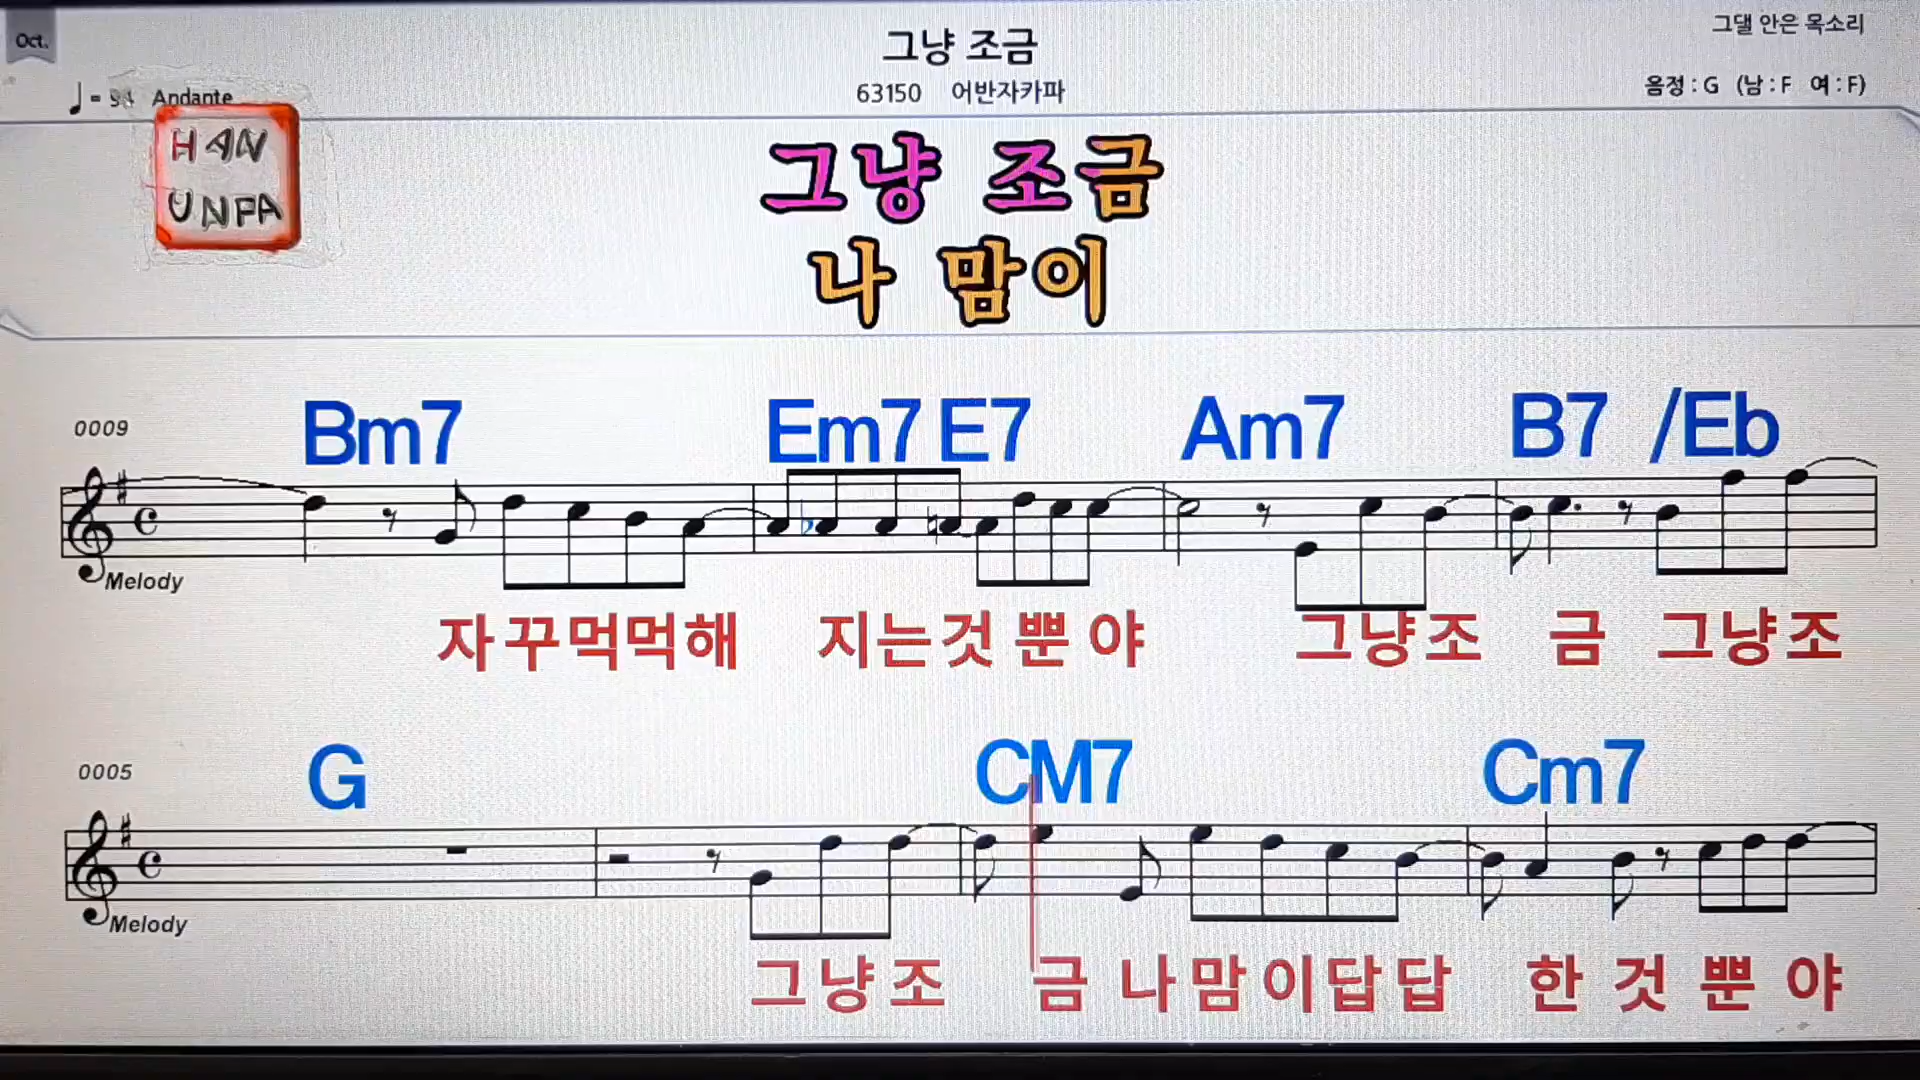 Oct.
그냥 조금
그댈 안은 목소리
63150 어반자카파
음정 : G (남 : F 여 : F)
♩ = 94 Andante
HAN
UNPA
그냥 조금
나 맘이
0009
Bm7 Em7 E7 Am7 B7 /Eb
Melody
자꾸먹먹해 지는것 뿐 야 그냥조 금 그냥조
0005
G CM7 Cm7
Melody
그냥조 금 나맘이답답 한 것 뿐 야